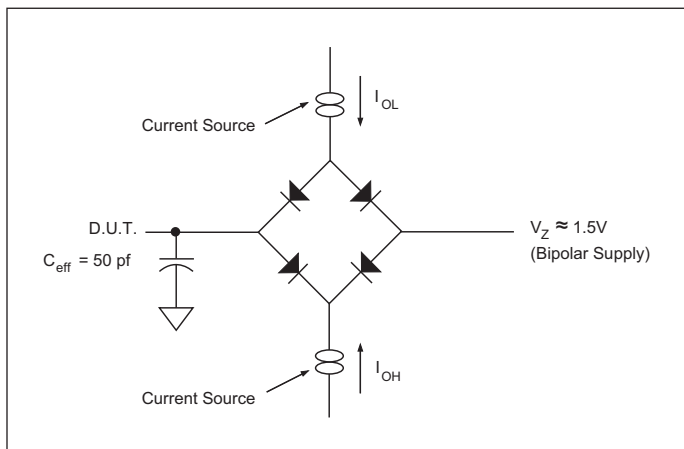 I OL
Current Source
D.U.T.
C eff = 50 pf
V Z ≈ 1.5V
(Bipolar Supply)
I OH
Current Source